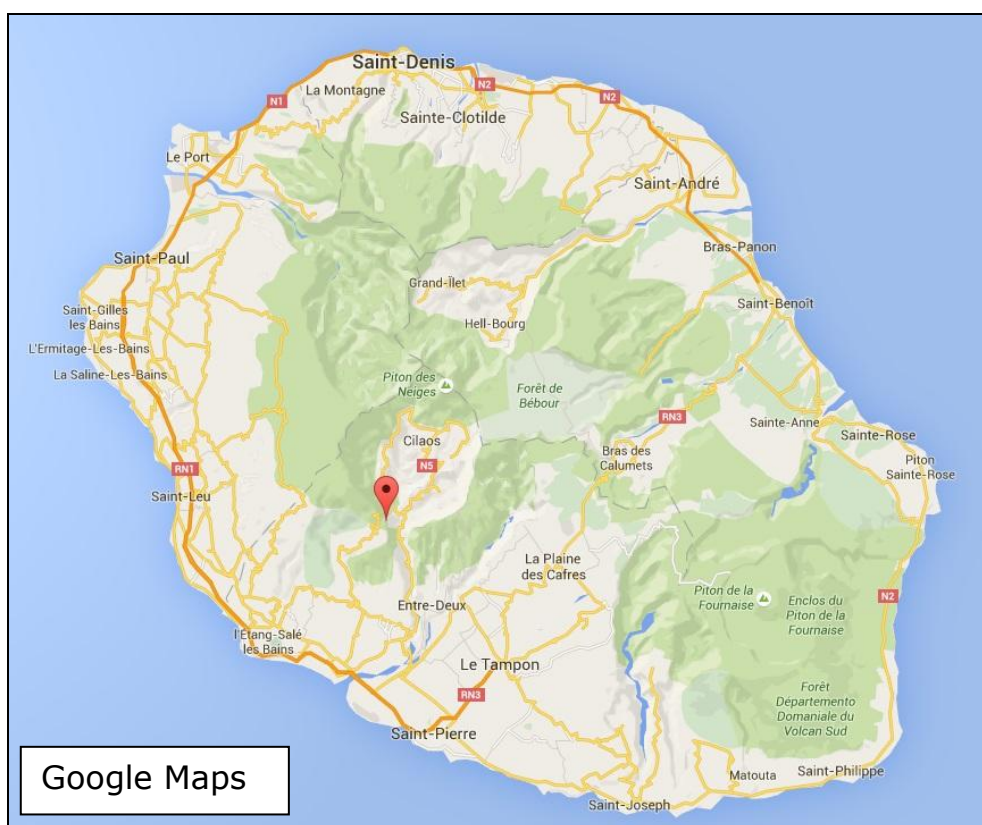 Saint-Denis
N2
La Montagne
N1
N2
Sainte-Clotilde
Le Port
Saint-André
Bras-Panon
Saint-Paul
Grand-Îlet
Saint-Benoît
Saint-Gilles
les Bains
Hell-Bourg
L'Ermitage-Les-Bains
La Saline-Les-Bains
Piton des
Neiges
Forêt de
Bébour
RN3
Sainte-Anne
Sainte-Rose
Cilaos
Bras des
Calumets
N5
Piton
Sainte-Rose
RN1
Saint-Leu
La Plaine
des Cafres
Piton de la
Fournaise
Enclos du
Piton de la
Fournaise
N2
Entre-Deux
l'Étang-Salé
les Bains
Le Tampon
RN3
Forêt
Départemento
Domaniale du
Volcan Sud
Saint-Pierre
Saint-Philippe
Matouta
Saint-Joseph
Google Maps